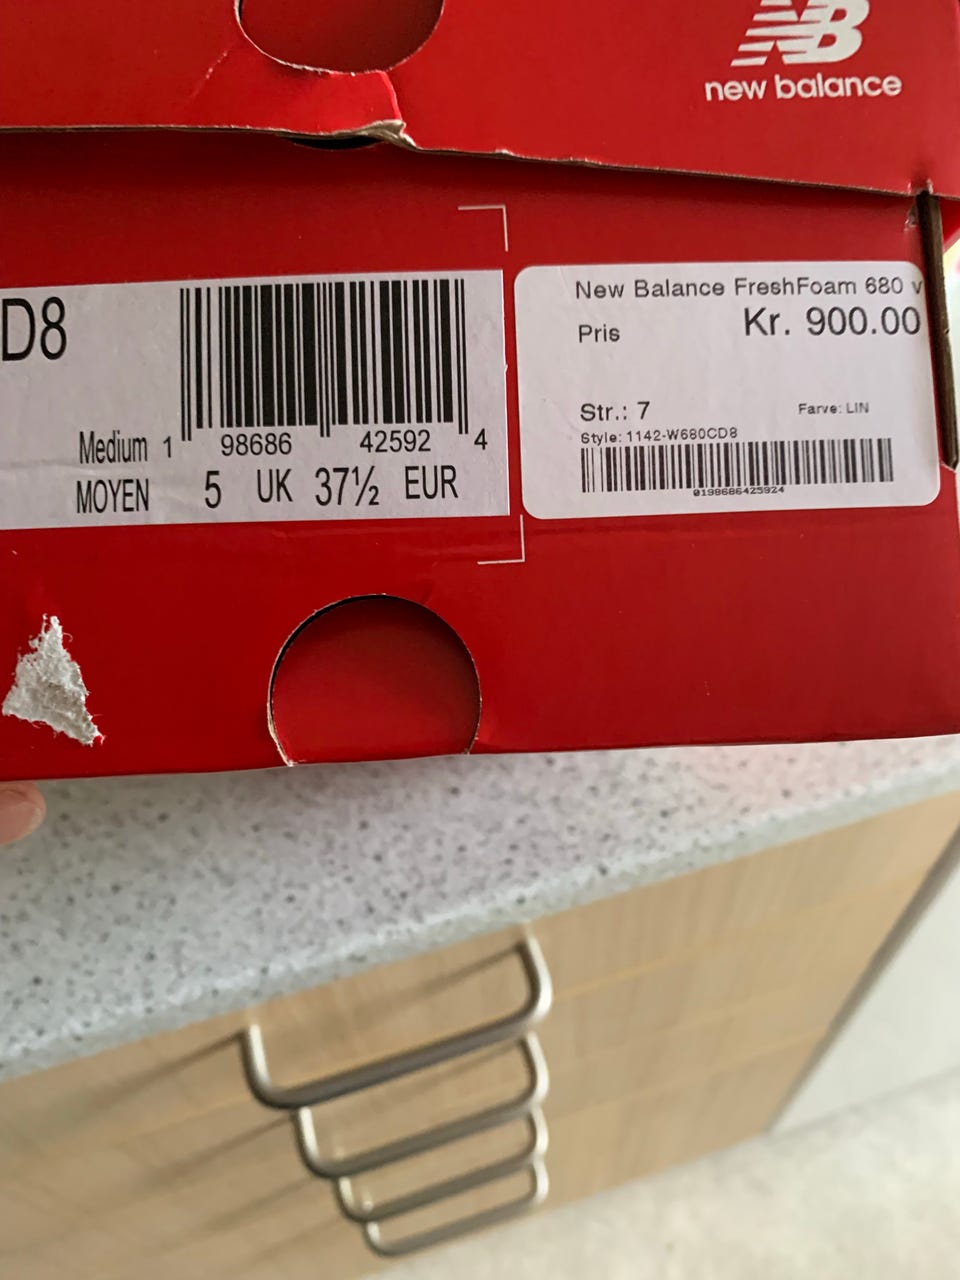 NB
new balance
D8
Medium
MOYEN
1 98686 42592 4
5 UK 37½ EUR
New Balance FreshFoam 680 v
Pris Kr. 900.00
Str.: 7 Farve: LIN
Style: 1142-W680CD8
0198686425924